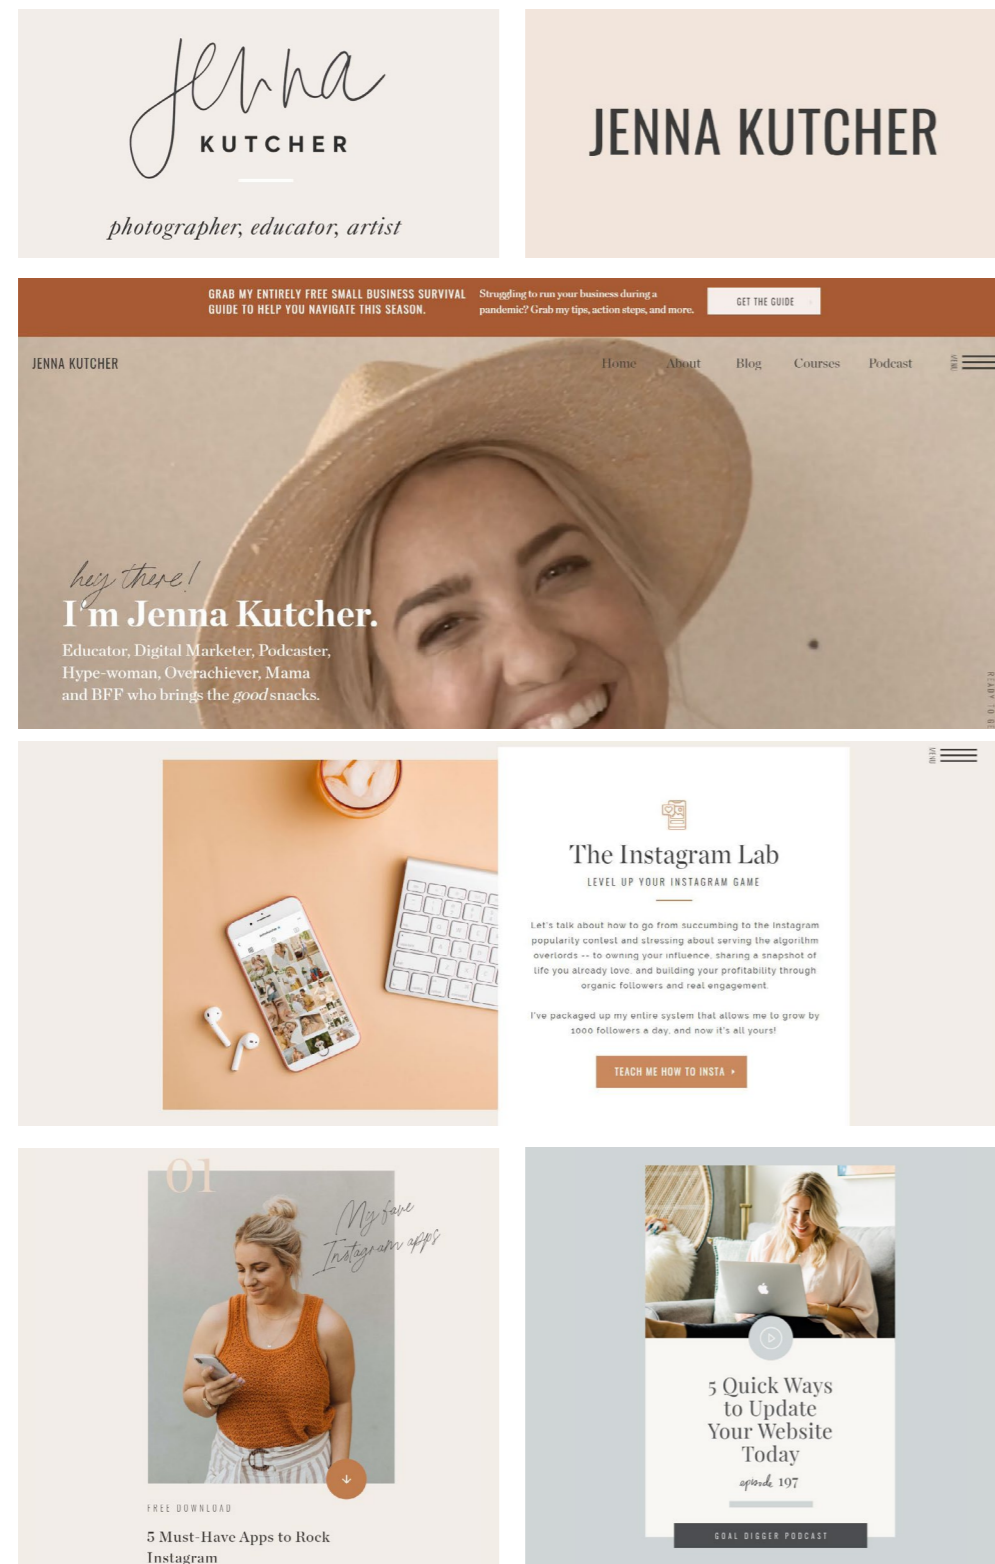 Jenna
KUTCHER
photographer, educator, artist
JENNA KUTCHER
GRAB MY ENTIRELY FREE SMALL BUSINESS SURVIVAL
GUIDE TO HELP YOU NAVIGATE THIS SEASON.
Struggling to run your business during a
pandemic? Grab my tips, action steps, and more.
GET THE GUIDE
JENNA KUTCHER
Home About Blog Courses Podcast
MENU
hey there!
I'm Jenna Kutcher.
Educator, Digital Marketer, Podcaster,
Hype-woman, Overachiever, Mama
and BFF who brings the good snacks.
READY TO GE
MENU
The Instagram Lab
LEVEL UP YOUR INSTAGRAM GAME
Let's talk about how to go from succumbing to the Instagram
popularity contest and stressing about serving the algorithm
overlords -- to owning your influence, sharing a snapshot of
life you already love, and building your profitability through
organic followers and real engagement.
I've packaged up my entire system that allows me to grow by
1000 followers a day, and now it's all yours!
TEACH ME HOW TO INSTA
01
My fave
Instagram apps
FREE DOWNLOAD
5 Must-Have Apps to Rock
Instagram
5 Quick Ways
to Update
Your Website
Today
episode 197
GOAL DIGGER PODCAST